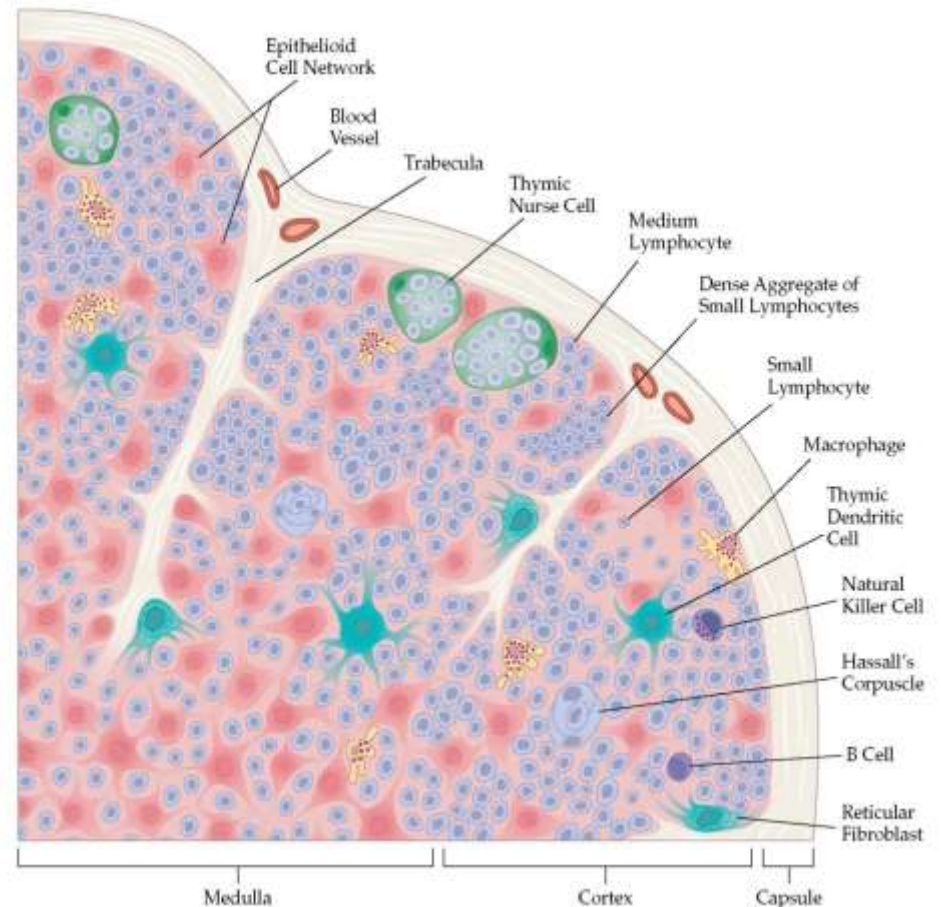 Epithelioid
Cell Network
Blood
Vessel
Trabecula
Thymic
Nurse Cell
Medium
Lymphocyte
Dense Aggregate of
Small Lymphocytes
Small
Lymphocyte
Macrophage
Thymic
Dendritic
Cell
Natural
Killer Cell
Hassall's
Corpuscle
B Cell
Reticular
Fibroblast
Medulla
Cortex
Capsule